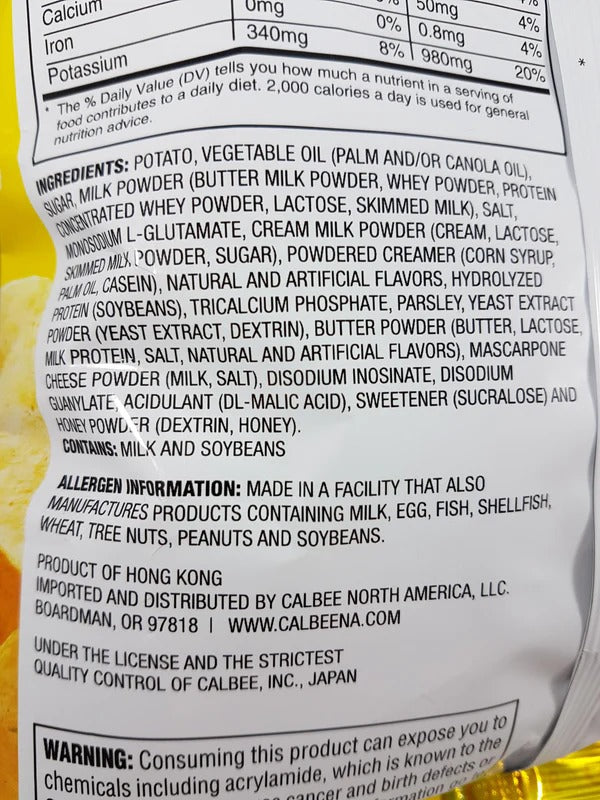 Calcium 0mg 0% 50mg 4%
Iron 0% 0.8mg 4%
Potassium 340mg 8% 980mg 20%
* The % Daily Value (DV) tells you how much a nutrient in a serving of
food contributes to a daily diet. 2,000 calories a day is used for general
nutrition advice.
*
INGREDIENTS: POTATO, VEGETABLE OIL (PALM AND/OR CANOLA OIL),
SUGAR, MILK POWDER (BUTTER MILK POWDER, WHEY POWDER, PROTEIN
CONCENTRATED WHEY POWDER, LACTOSE, SKIMMED MILK), SALT,
MONOSODIUM L-GLUTAMATE, CREAM MILK POWDER (CREAM, LACTOSE,
SKIMMED MILK POWDER, SUGAR), POWDERED CREAMER (CORN SYRUP,
PALM OIL, CASEIN), NATURAL AND ARTIFICIAL FLAVORS, HYDROLYZED
PROTEIN (SOYBEANS), TRICALCIUM PHOSPHATE, PARSLEY, YEAST EXTRACT
POWDER (YEAST EXTRACT, DEXTRIN), BUTTER POWDER (BUTTER, LACTOSE,
MILK PROTEIN, SALT, NATURAL AND ARTIFICIAL FLAVORS), MASCARPONE
CHEESE POWDER (MILK, SALT), DISODIUM INOSINATE, DISODIUM
GUANYLATE, ACIDULANT (DL-MALIC ACID), SWEETENER (SUCRALOSE) AND
HONEY POWDER (DEXTRIN, HONEY).
CONTAINS: MILK AND SOYBEANS
ALLERGEN INFORMATION: MADE IN A FACILITY THAT ALSO
MANUFACTURES PRODUCTS CONTAINING MILK, EGG, FISH, SHELLFISH,
WHEAT, TREE NUTS, PEANUTS AND SOYBEANS.
PRODUCT OF HONG KONG
IMPORTED AND DISTRIBUTED BY CALBEE NORTH AMERICA, LLC.
BOARDMAN, OR 97818 | WWW.CALBEENA.COM
UNDER THE LICENSE AND THE STRICTEST
QUALITY CONTROL OF CALBEE, INC., JAPAN
WARNING: Consuming this product can expose you to
chemicals including acrylamide, which is known to the
cancer and birth defects or